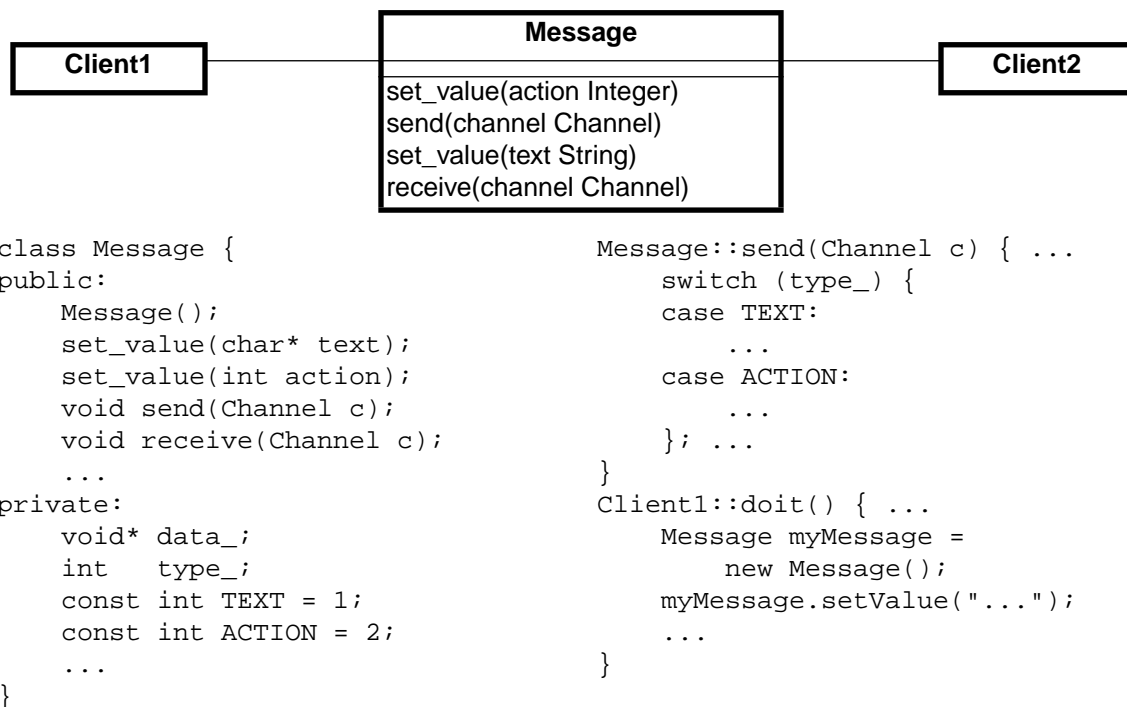 Client1
Message
set_value(action Integer)
send(channel Channel)
set_value(text String)
receive(channel Channel)
Client2
class Message {
public:
    Message();
    set_value(char* text);
    set_value(int action);
    void send(Channel c);
    void receive(Channel c);
    ...
private:
    void* data_;
    int   type_;
    const int TEXT = 1;
    const int ACTION = 2;
    ...
}
Message::send(Channel c) { ...
    switch (type_) {
    case TEXT:
        ...
    case ACTION:
        ...
    }; ...
}
Client1::doit() { ...
    Message myMessage =
        new Message();
    myMessage.setValue("...");
    ...
}